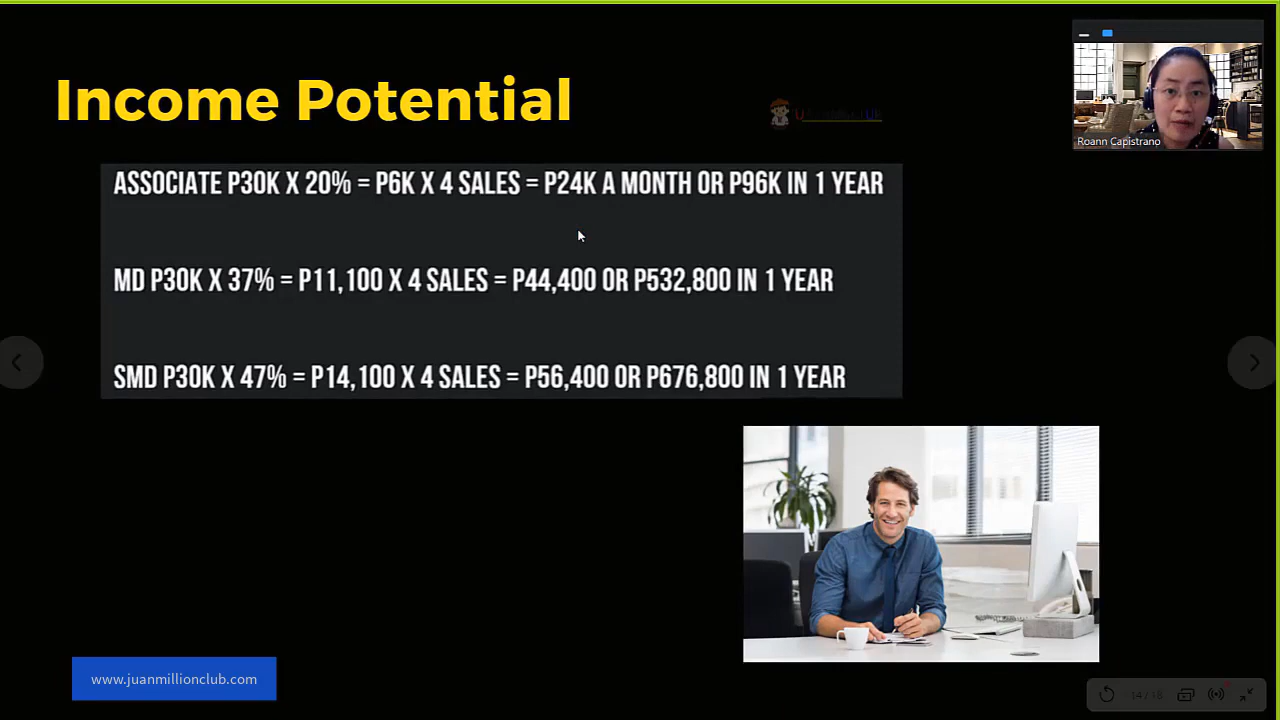 Income Potential
Roann Capistrano
ASSOCIATE P30K X 20% = P6K X 4 SALES = P24K A MONTH OR P96K IN 1 YEAR
MD P30K X 37% = P11,100 X 4 SALES = P44,400 OR P532,800 IN 1 YEAR
SMD P30K X 47% = P14,100 X 4 SALES = P56,400 OR P676,800 IN 1 YEAR
www.juanmillionclub.com
14 / 18